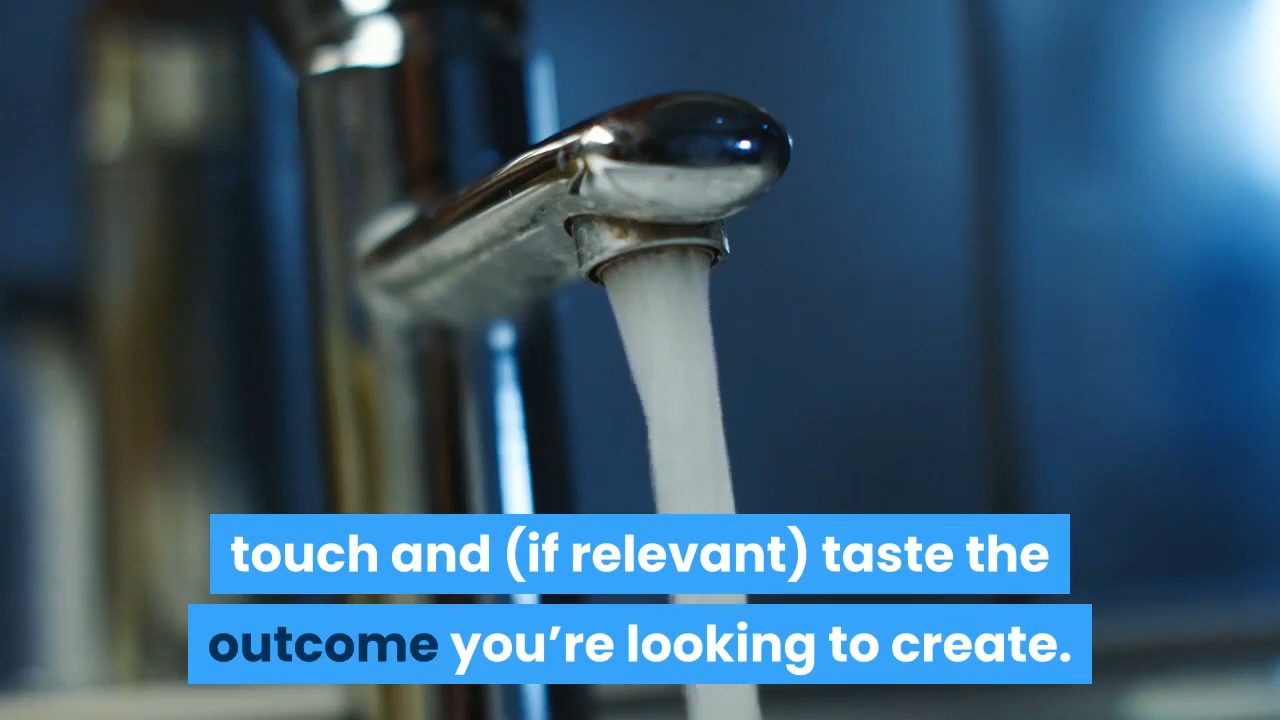 touch and (if relevant) taste the
outcome you’re looking to create.